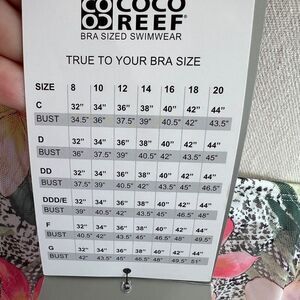 COCO
REEF®
BRA SIZED SWIMWEAR
TRUE TO YOUR BRA SIZE
SIZE 8 10 12 14 16 18 20
C 32" 34" 36" 38" 40" 42" 44"
BUST 34.5" 36" 37.5" 39" 40.5" 42" 43.5"
D 32" 34" 36" 38" 40" 42" 44"
BUST 36" 37.5" 39" 40.5" 42" 43.5" 45"
DD 32" 34" 36" 38" 40" 42" 44"
BUST 37.5" 39" 40.5" 42" 43.5" 45" 46.5"
DDD/E 32" 34" 36" 38" 40" 42" 44"
BUST 39" 40.5" 42" 43.5" 45" 46.5" 48"
F 32" 34" 36" 38" 40" 42" 44"
BUST 40.5" 42" 43.5" 45" 46.5" 48" 49.5"
G 32" 34" 36" 38" 40" 42" 44"
BUST 42" 43.5" 45" 46.5" 48" 49.5" 51"